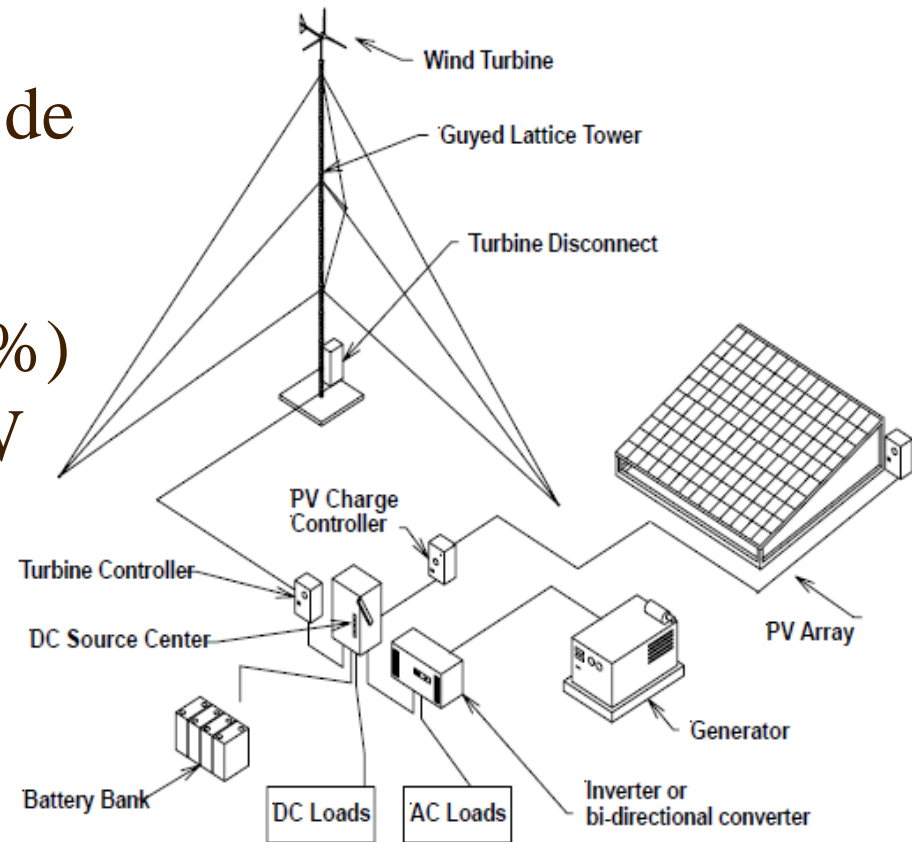 Wind Turbine
de
Guyed Lattice Tower
Turbine Disconnect
%)
V
PV Charge
Controller
Turbine Controller
DC Source Center
PV Array
Generator
Battery Bank
DC Loads
AC Loads
Inverter or
bi-directional converter